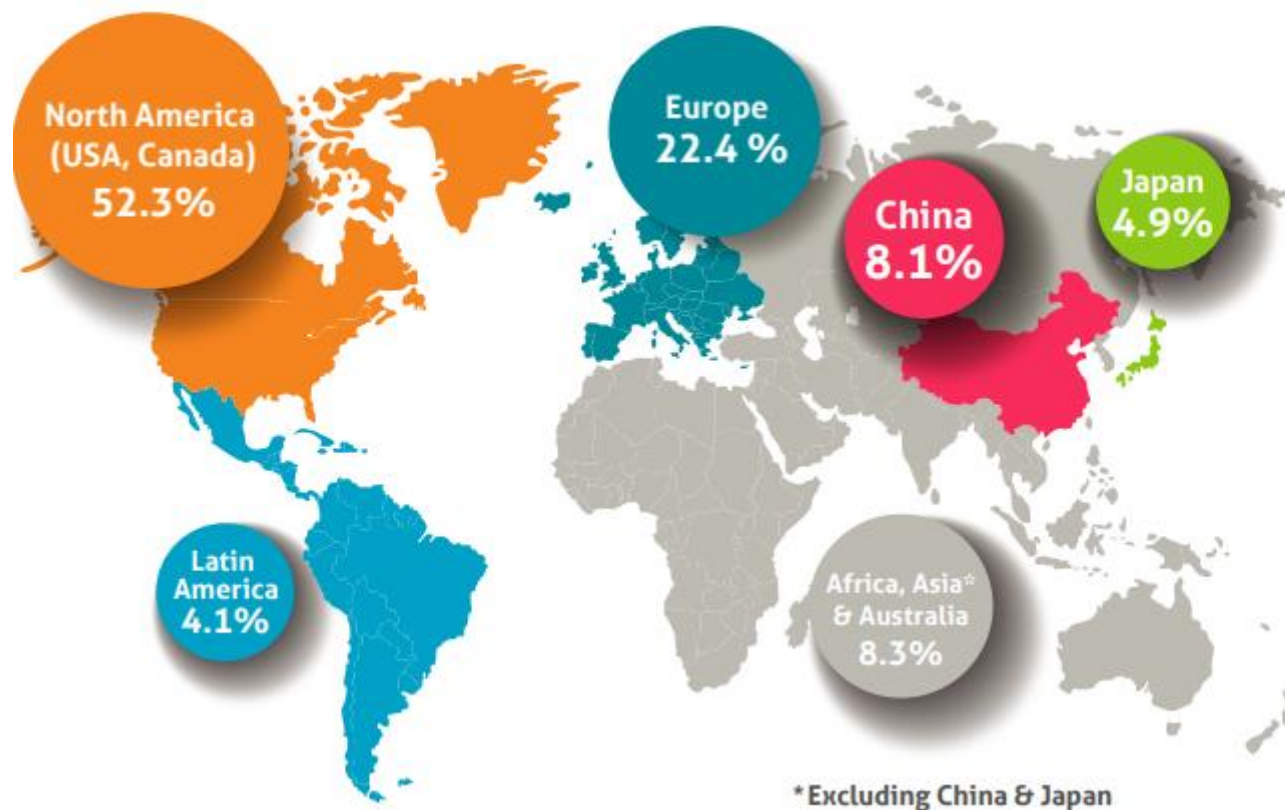 North America
(USA, Canada)
52.3%
Europe
22.4 %
China
8.1%
Japan
4.9%
Latin
America
4.1%
Africa, Asia*
& Australia
8.3%
*Excluding China & Japan